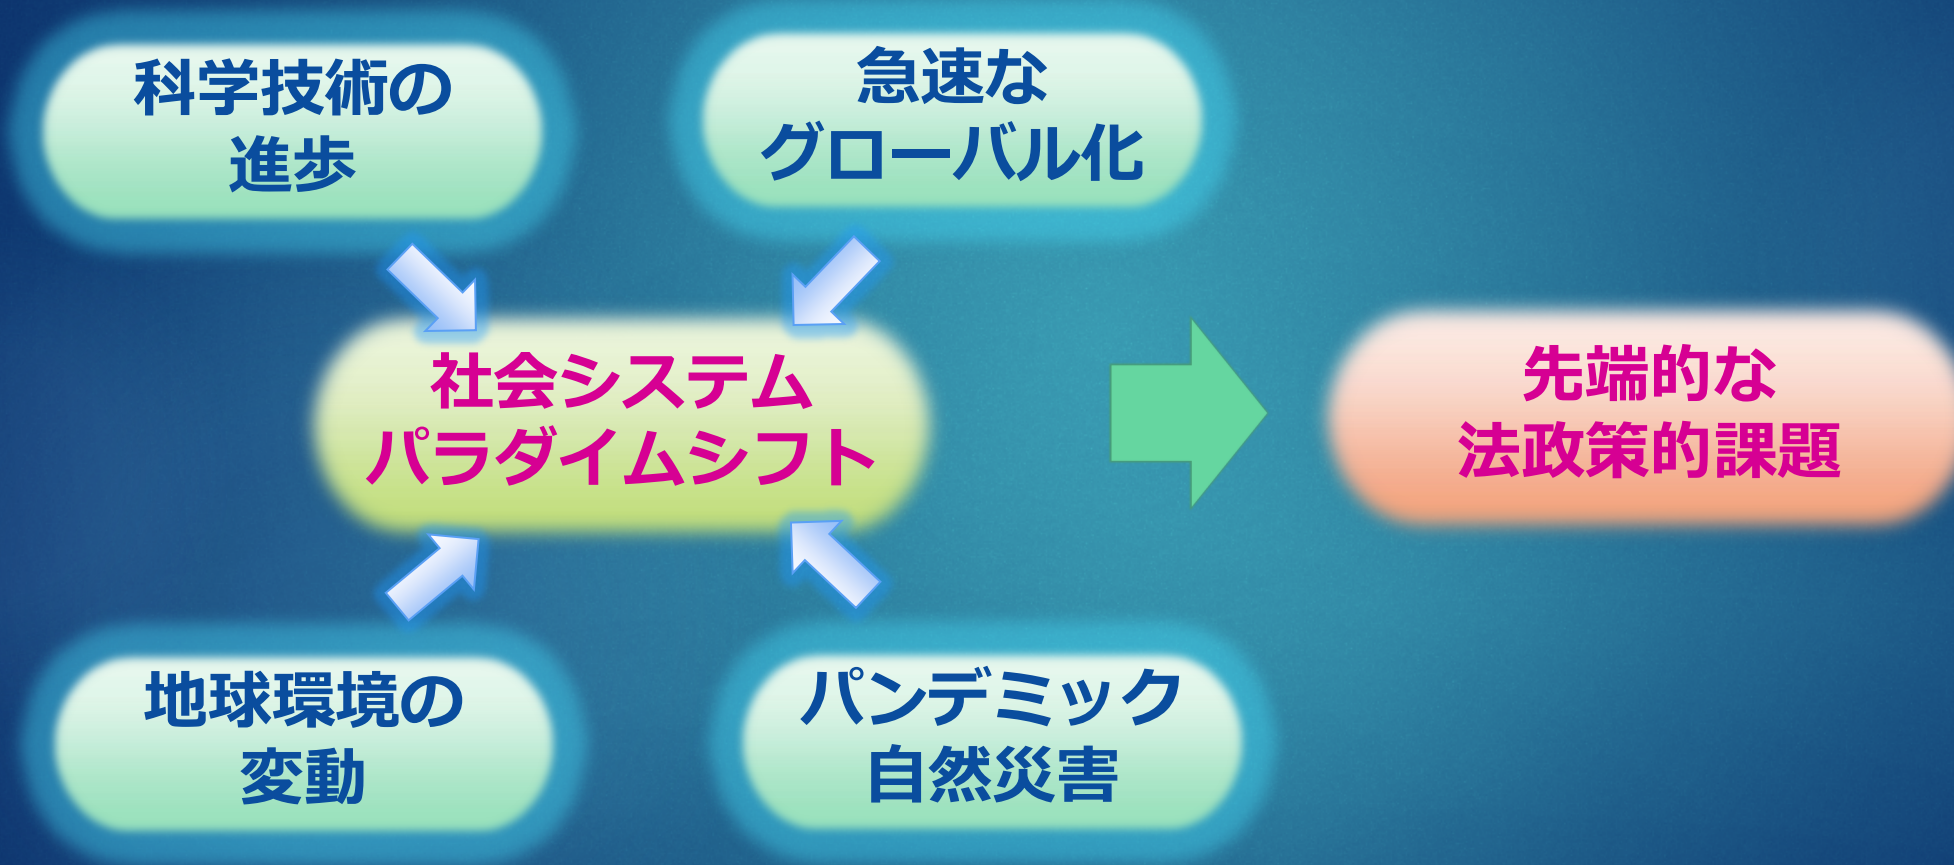 科学技術の
進歩
急速な
グローバル化
社会システム
パラダイムシフト
先端的な
法政策的課題
地球環境の
変動
パンデミック
自然災害